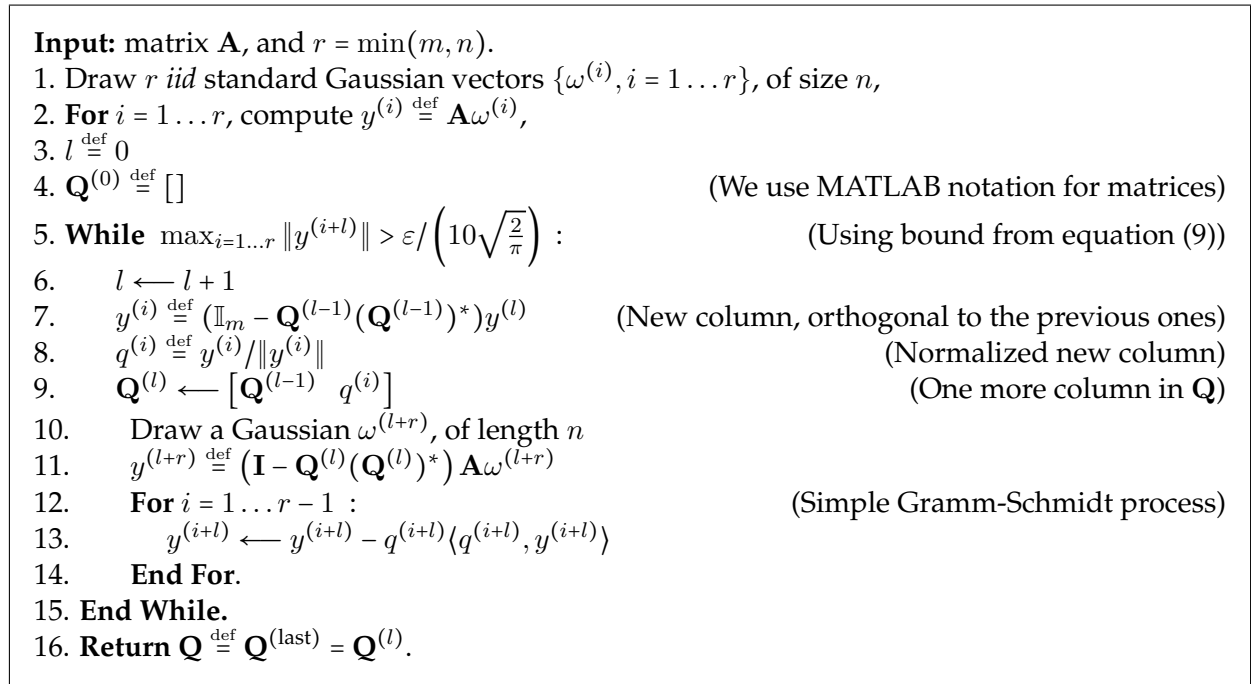 Input: matrix A, and r = min(m, n).
1. Draw r iid standard Gaussian vectors {ω^(i), i = 1 … r}, of size n,
2. For i = 1 … r, compute y^(i) ≝ Aω^(i),
3. l ≝ 0
4. Q^(0) ≝ [] (We use MATLAB notation for matrices)
5. While max_{i=1…r} ‖y^(i+l)‖ > ε/(10√(2/π)) : (Using bound from equation (9))
6. l ⟵ l + 1
7. y^(i) ≝ (𝕀_m − Q^(l−1)(Q^(l−1))*)y^(l) (New column, orthogonal to the previous ones)
8. q^(i) ≝ y^(i)/‖y^(i)‖ (Normalized new column)
9. Q^(l) ⟵ [Q^(l−1) q^(i)] (One more column in Q)
10. Draw a Gaussian ω^(l+r), of length n
11. y^(l+r) ≝ (I − Q^(l)(Q^(l))*) Aω^(l+r)
12. For i = 1 … r − 1 : (Simple Gramm-Schmidt process)
13. y^(i+l) ⟵ y^(i+l) − q^(i+l)⟨q^(i+l), y^(i+l)⟩
14. End For.
15. End While.
16. Return Q ≝ Q^(last) = Q^(l).